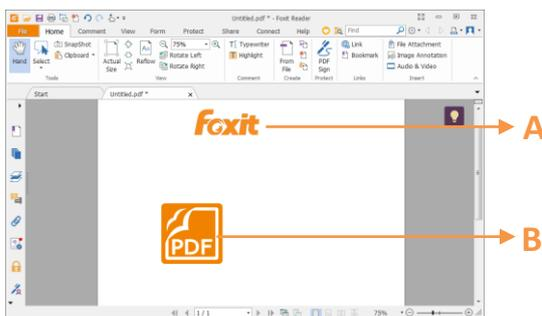 Untitled.pdf * - Foxit Reader
File Home Comment View Form Protect Share Connect Help Find
Hand Select SnapShot Clipboard Actual Size Reflow 75% Rotate Left Rotate Right Typewriter Highlight From File PDF Sign Link Bookmark File Attachment Image Annotation Audio & Video
Tools View Comment Create Protect Links Insert
Start Untitled.pdf *
foxit A
PDF B
1 / 1 75%